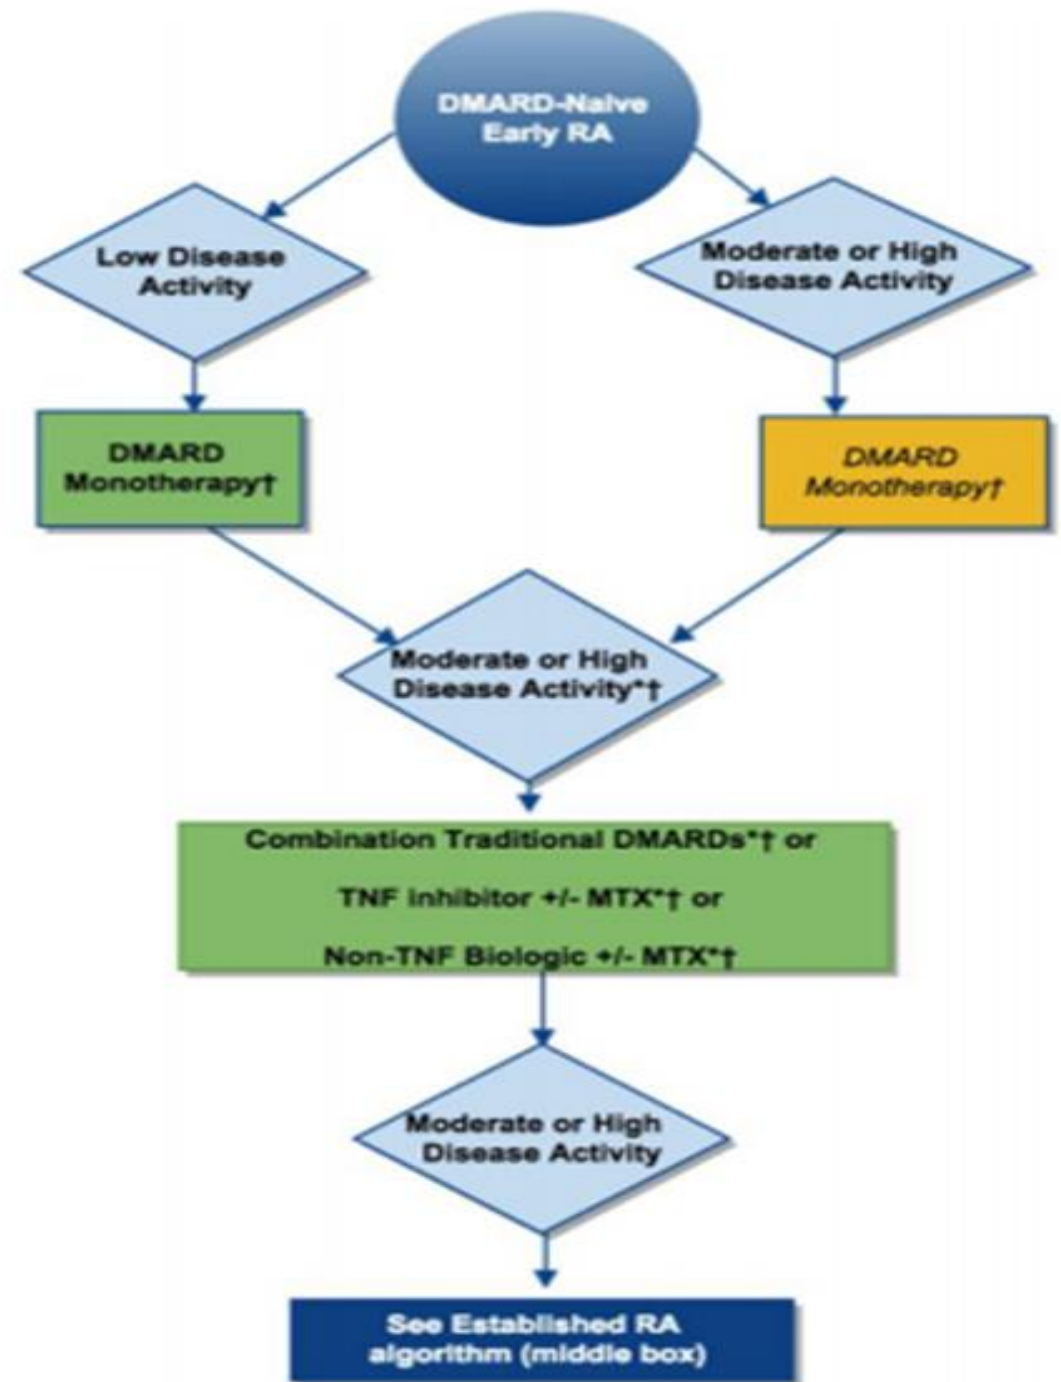 DMARD-Naive
Early RA
Low Disease
Activity
Moderate or High
Disease Activity
DMARD
Monotherapy†
DMARD
Monotherapy†
Moderate or High
Disease Activity*†
Combination Traditional DMARDs*† or
TNF inhibitor +/- MTX*† or
Non-TNF Biologic +/- MTX*†
Moderate or High
Disease Activity
See Established RA
algorithm (middle box)